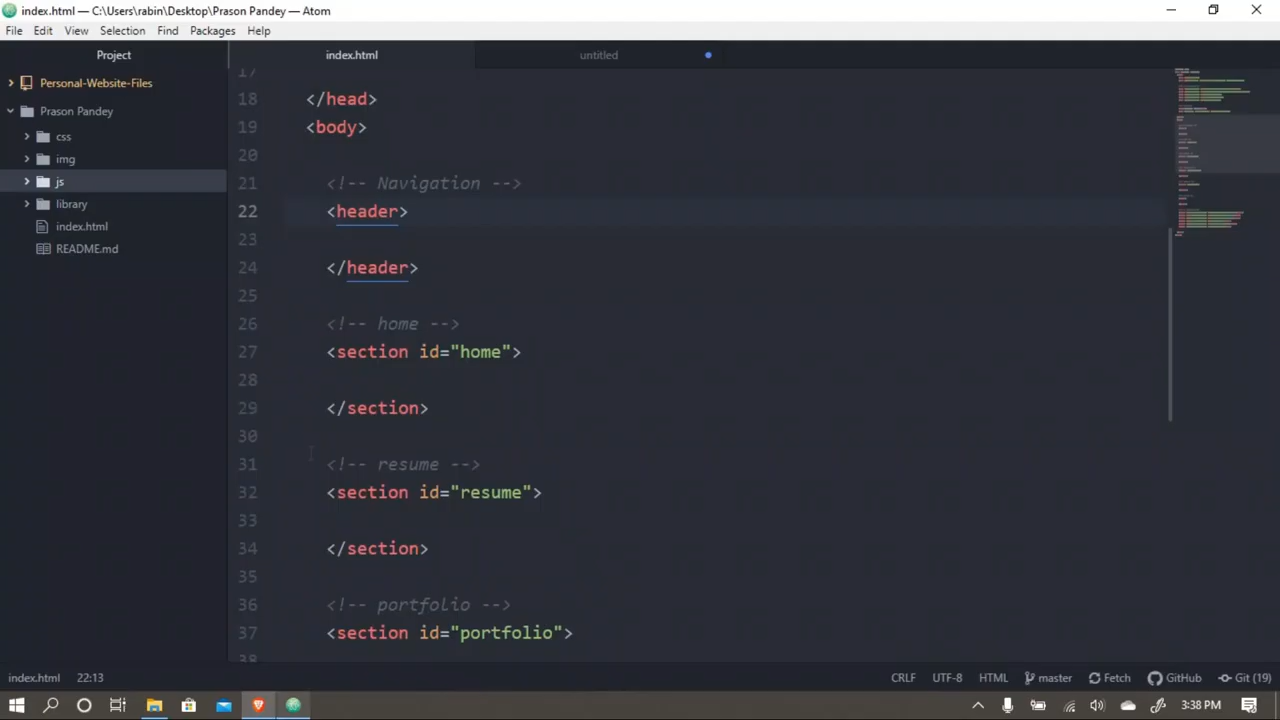 index.html — C:\Users\rabin\Desktop\Prason Pandey — Atom
File Edit View Selection Find Packages Help
Project
index.html
untitled
Personal-Website-Files
Prason Pandey
css
img
js
library
index.html
README.md
17
18 </head>
19 <body>
20
21 <!-- Navigation -->
22 <header>
23
24 </header>
25
26 <!-- home -->
27 <section id="home">
28
29 </section>
30
31 <!-- resume -->
32 <section id="resume">
33
34 </section>
35
36 <!-- portfolio -->
37 <section id="portfolio">
38
index.html 22:13 CRLF UTF-8 HTML master Fetch GitHub Git (19)
3:38 PM